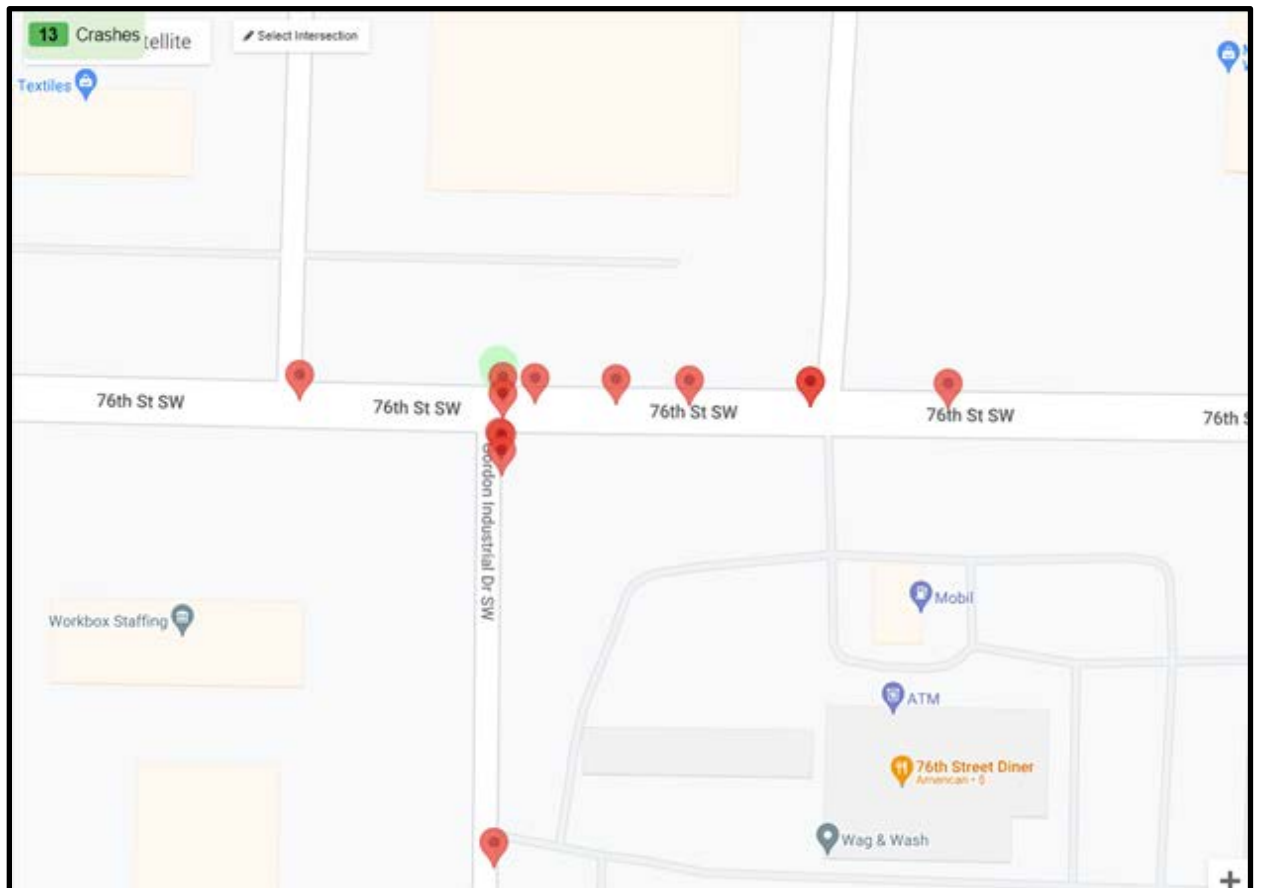 13 Crashes
tellite
Select Intersection
Textiles
76th St SW
76th St SW
76th St SW
76th St SW
76th
Gordon Industrial Dr SW
Workbox Staffing
Mobil
ATM
76th Street Diner
American • $
Wag & Wash
+